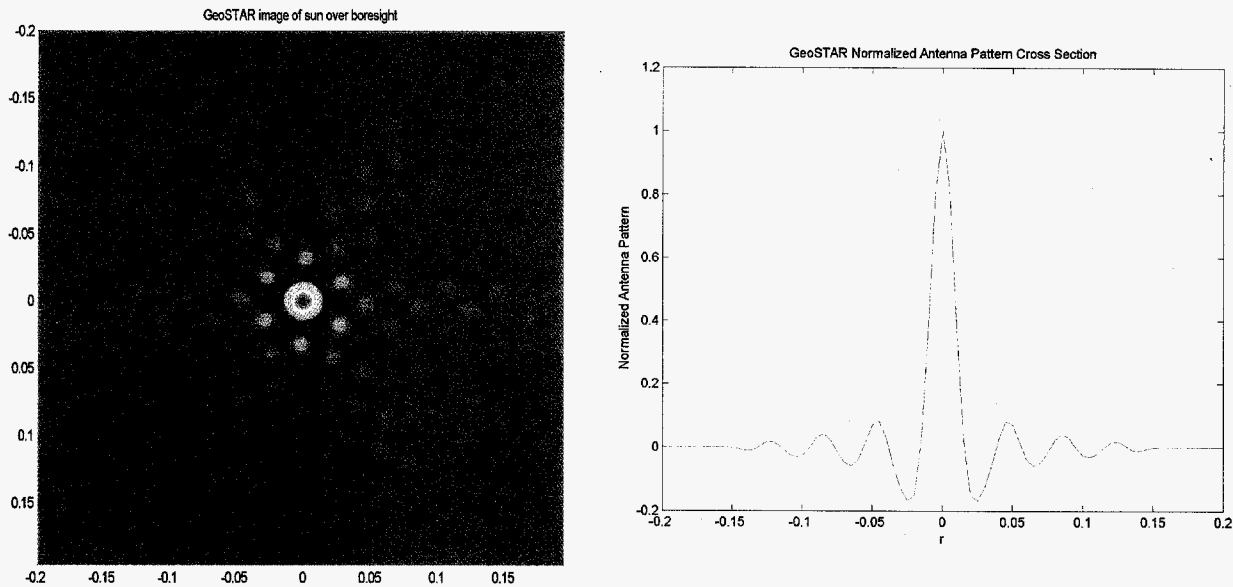 GeoSTAR image of sun over boresight
-0.2
-0.15
-0.1
-0.05
0
0.05
0.1
0.15
-0.2 -0.15 -0.1 -0.05 0 0.05 0.1 0.15
GeoSTAR Normalized Antenna Pattern Cross Section
Normalized Antenna Pattern
1.2
1
0.8
0.6
0.4
0.2
0
-0.2
-0.2 -0.15 -0.1 -0.05 0 0.05 0.1 0.15 0.2
r